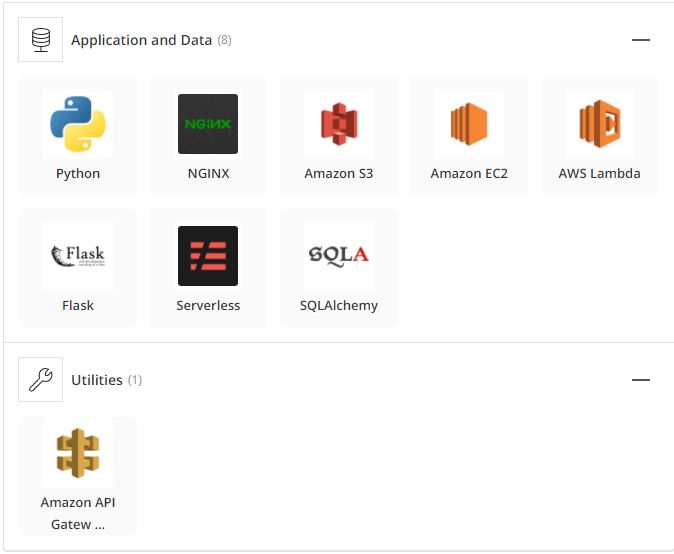 Application and Data (8)
NGINX
Python
NGINX
Amazon S3
Amazon EC2
AWS Lambda
Flask
SQLA
Flask
Serverless
SQLAlchemy
Utilities (1)
Amazon API
Gatew ...